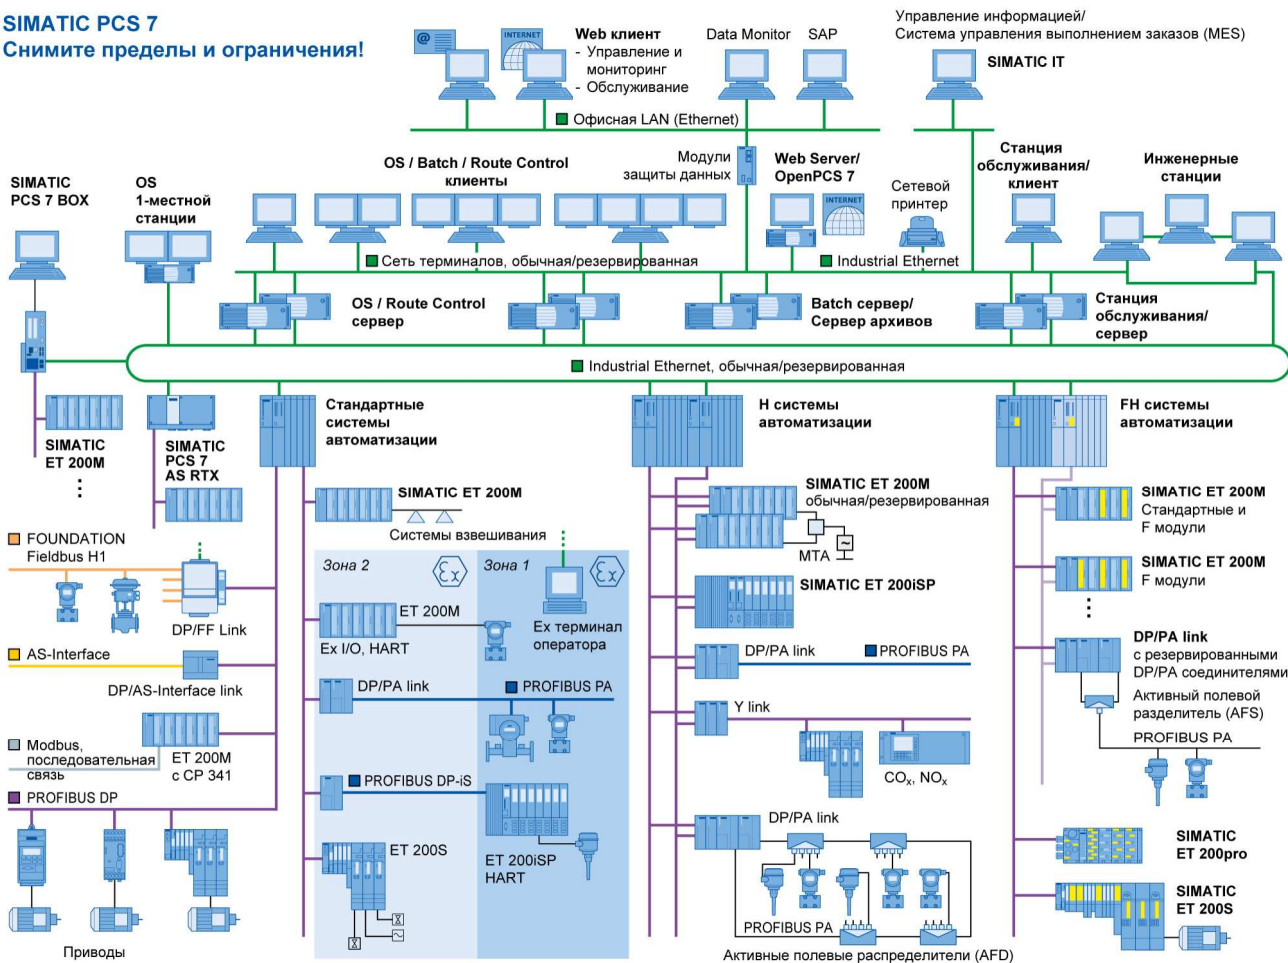 SIMATIC PCS 7
Снимите пределы и ограничения!
@
INTERNET
Web клиент
- Управление и
мониторинг
- Обслуживание
Data Monitor
SAP
Управление информацией/
Система управления выполнением заказов (MES)
SIMATIC IT
Офисная LAN (Ethernet)
SIMATIC
PCS 7 BOX
OS
1-местной
станции
OS / Batch / Route Control
клиенты
Модули
защиты данных
Web Server/
OpenPCS 7
INTERNET
Сетевой
принтер
Станция
обслуживания/
клиент
Инженерные
станции
Сеть терминалов, обычная/резервированная
Industrial Ethernet
OS / Route Control
сервер
Batch сервер/
Сервер архивов
Станция
обслуживания/
сервер
Industrial Ethernet, обычная/резервированная
SIMATIC
ET 200M
SIMATIC
PCS 7
AS RTX
Стандартные
системы
автоматизации
H системы
автоматизации
FH системы
автоматизации
SIMATIC ET 200M
Системы взвешивания
SIMATIC ET 200M
обычная/резервированная
MTA
SIMATIC ET 200M
Стандартные и
F модули
SIMATIC ET 200M
F модули
FOUNDATION
Fieldbus H1
DP/FF Link
Зона 2
Ex
Зона 1
Ex
ET 200M
Ex I/O, HART
Ex терминал
оператора
SIMATIC ET 200iSP
AS-Interface
DP/AS-Interface link
DP/PA link
PROFIBUS PA
DP/PA link
PROFIBUS PA
DP/PA link
с резервированными
DP/PA соединителями
Активный полевой
разделитель (AFS)
PROFIBUS PA
Modbus,
последовательная
связь
ET 200M
с CP 341
Y link
COx, NOx
PROFIBUS DP
PROFIBUS DP-iS
ET 200S
ET 200iSP
HART
DP/PA link
PROFIBUS PA
Активные полевые распределители (AFD)
SIMATIC
ET 200pro
SIMATIC
ET 200S
Приводы